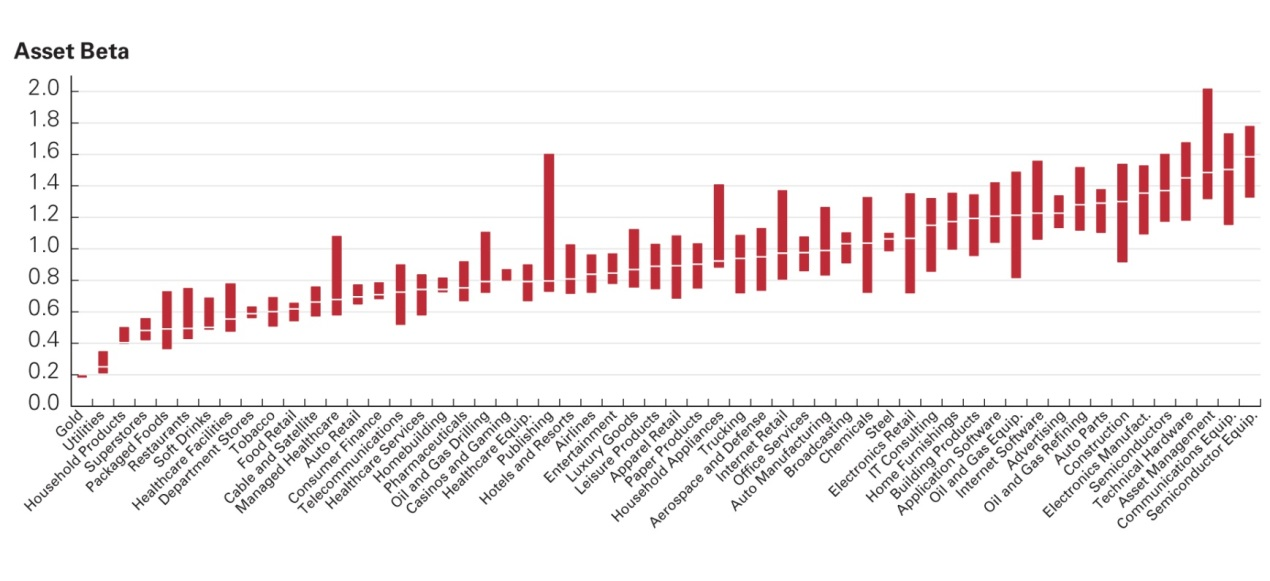 Asset Beta
2.0
1.8
1.6
1.4
1.2
1.0
0.8
0.6
0.4
0.2
0.0
Gold
Utilities
Household Products
Superstores
Packaged Foods
Restaurants
Soft Drinks
Healthcare Facilities
Department Stores
Tobacco
Food Retail
Cable and Satellite
Managed Healthcare
Auto Retail
Consumer Finance
Telecommunications
Healthcare Services
Homebuilding
Pharmaceuticals
Oil and Gas Drilling
Casinos and Gaming
Healthcare Equip.
Publishing
Hotels and Resorts
Airlines
Entertainment
Luxury Goods
Leisure Products
Apparel Retail
Paper Products
Household Appliances
Trucking
Aerospace and Defense
Internet Retail
Office Services
Auto Manufacturing
Broadcasting
Chemicals
Steel
Electronics Retail
IT Consulting
Home Furnishings
Building Products
Application Software
Oil and Gas Equip.
Internet Software
Advertising
Oil and Gas Refining
Auto Parts
Construction
Electronics Manufact.
Semiconductors
Technical Hardware
Asset Management
Communications Equip.
Semiconductor Equip.